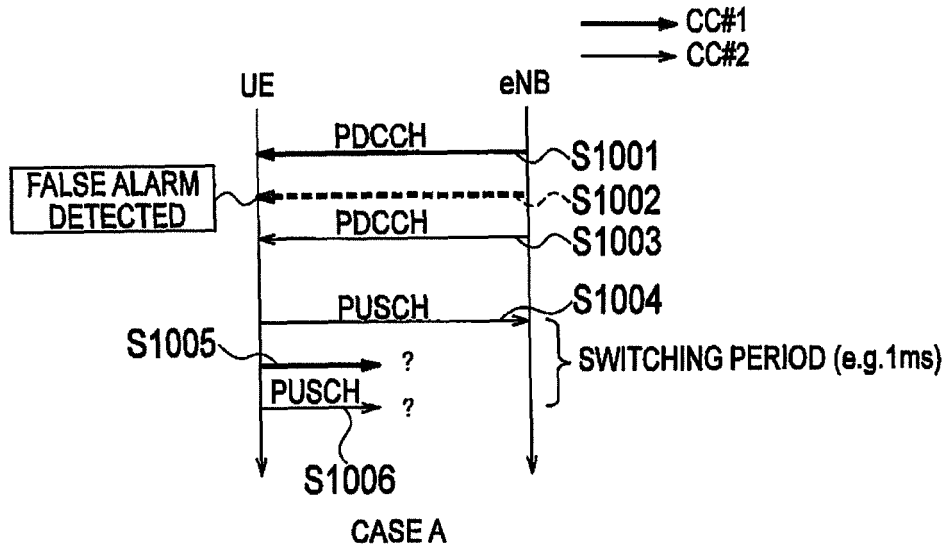 CC#1
CC#2
UE
eNB
PDCCH
S1001
FALSE ALARM
DETECTED
S1002
PDCCH
S1003
PUSCH
S1004
S1005
?
SWITCHING PERIOD (e.g.1ms)
PUSCH
?
S1006
CASE A